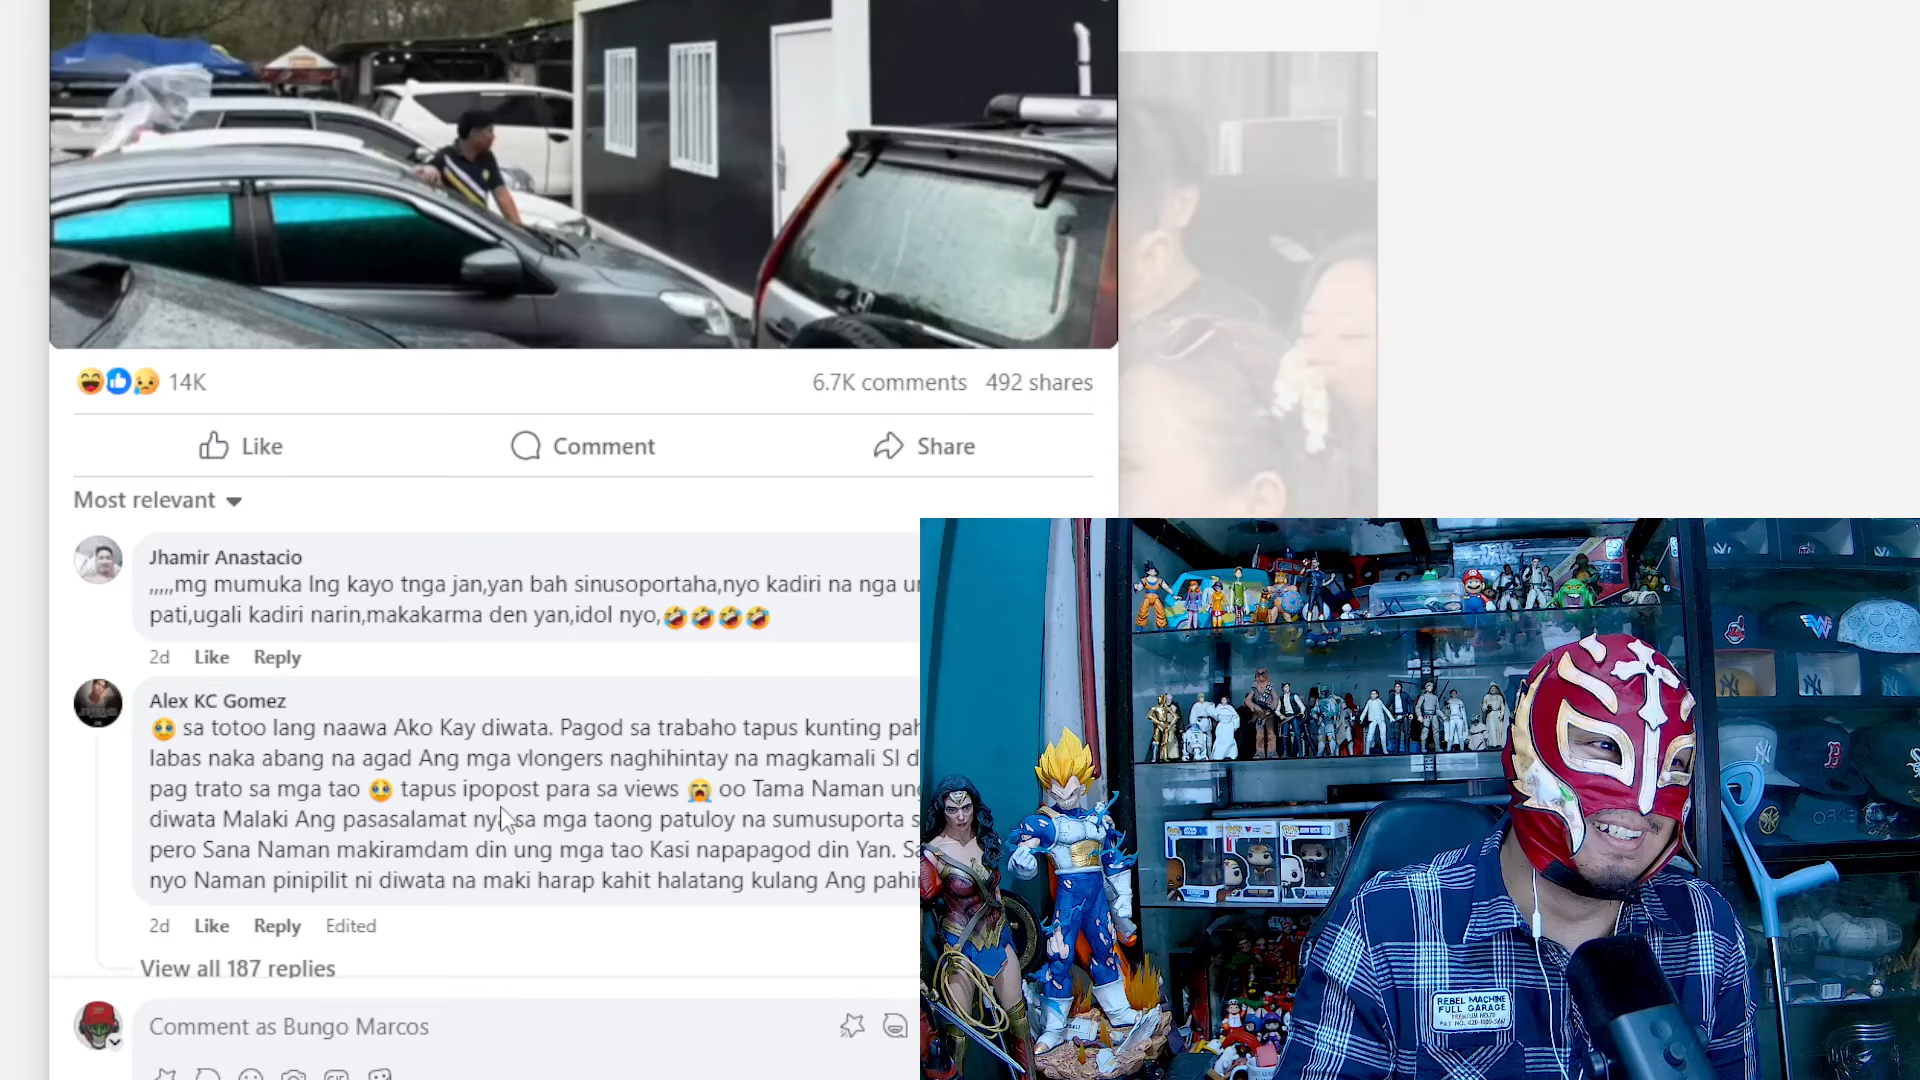 14K
6.7K comments 492 shares
Like Comment Share
Most relevant
Jhamir Anastacio
,,,,,mg mumuka lng kayo tnga jan,yan bah sinusoportaha,nyo kadiri na nga
pati,ugali kadiri narin,makakarma den yan,idol nyo,🤣🤣🤣🤣
2d Like Reply
Alex KC Gomez
🥹 sa totoo lang naawa Ako Kay diwata. Pagod sa trabaho tapus kunting
labas naka abang na agad Ang mga vlongers naghihintay na magkamali SI
pag trato sa mga tao 🥹 tapus ipopost para sa views 😭 oo Tama Naman
diwata Malaki Ang pasasalamat sa mga taong patuloy na sumusuporta
pero Sana Naman makiramdam din ung mga tao Kasi napapagod din Yan.
nyo Naman pinipilit ni diwata na maki harap kahit halatang kulang Ang
2d Like Reply Edited
View all 187 replies
Comment as Bungo Marcos
REBEL MACHINE
FULL GARAGE